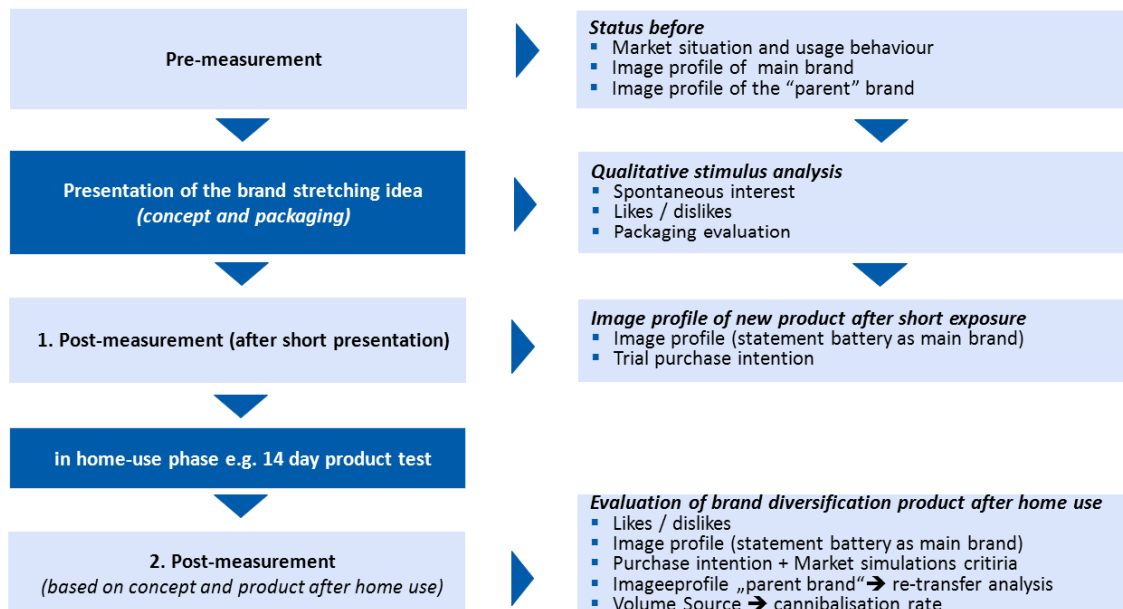 Pre-measurement
Status before
▪ Market situation and usage behaviour
▪ Image profile of main brand
▪ Image profile of the “parent” brand
Presentation of the brand stretching idea
(concept and packaging)
Qualitative stimulus analysis
▪ Spontaneous interest
▪ Likes / dislikes
▪ Packaging evaluation
1. Post-measurement (after short presentation)
Image profile of new product after short exposure
▪ Image profile (statement battery as main brand)
▪ Trial purchase intention
in home-use phase e.g. 14 day product test
2. Post-measurement
(based on concept and product after home use)
Evaluation of brand diversification product after home use
▪ Likes / dislikes
▪ Image profile (statement battery as main brand)
▪ Purchase intention + Market simulations critiria
▪ Imageeprofile „parent brand“➔ re-transfer analysis
▪ Volume Source ➔ cannibalisation rate